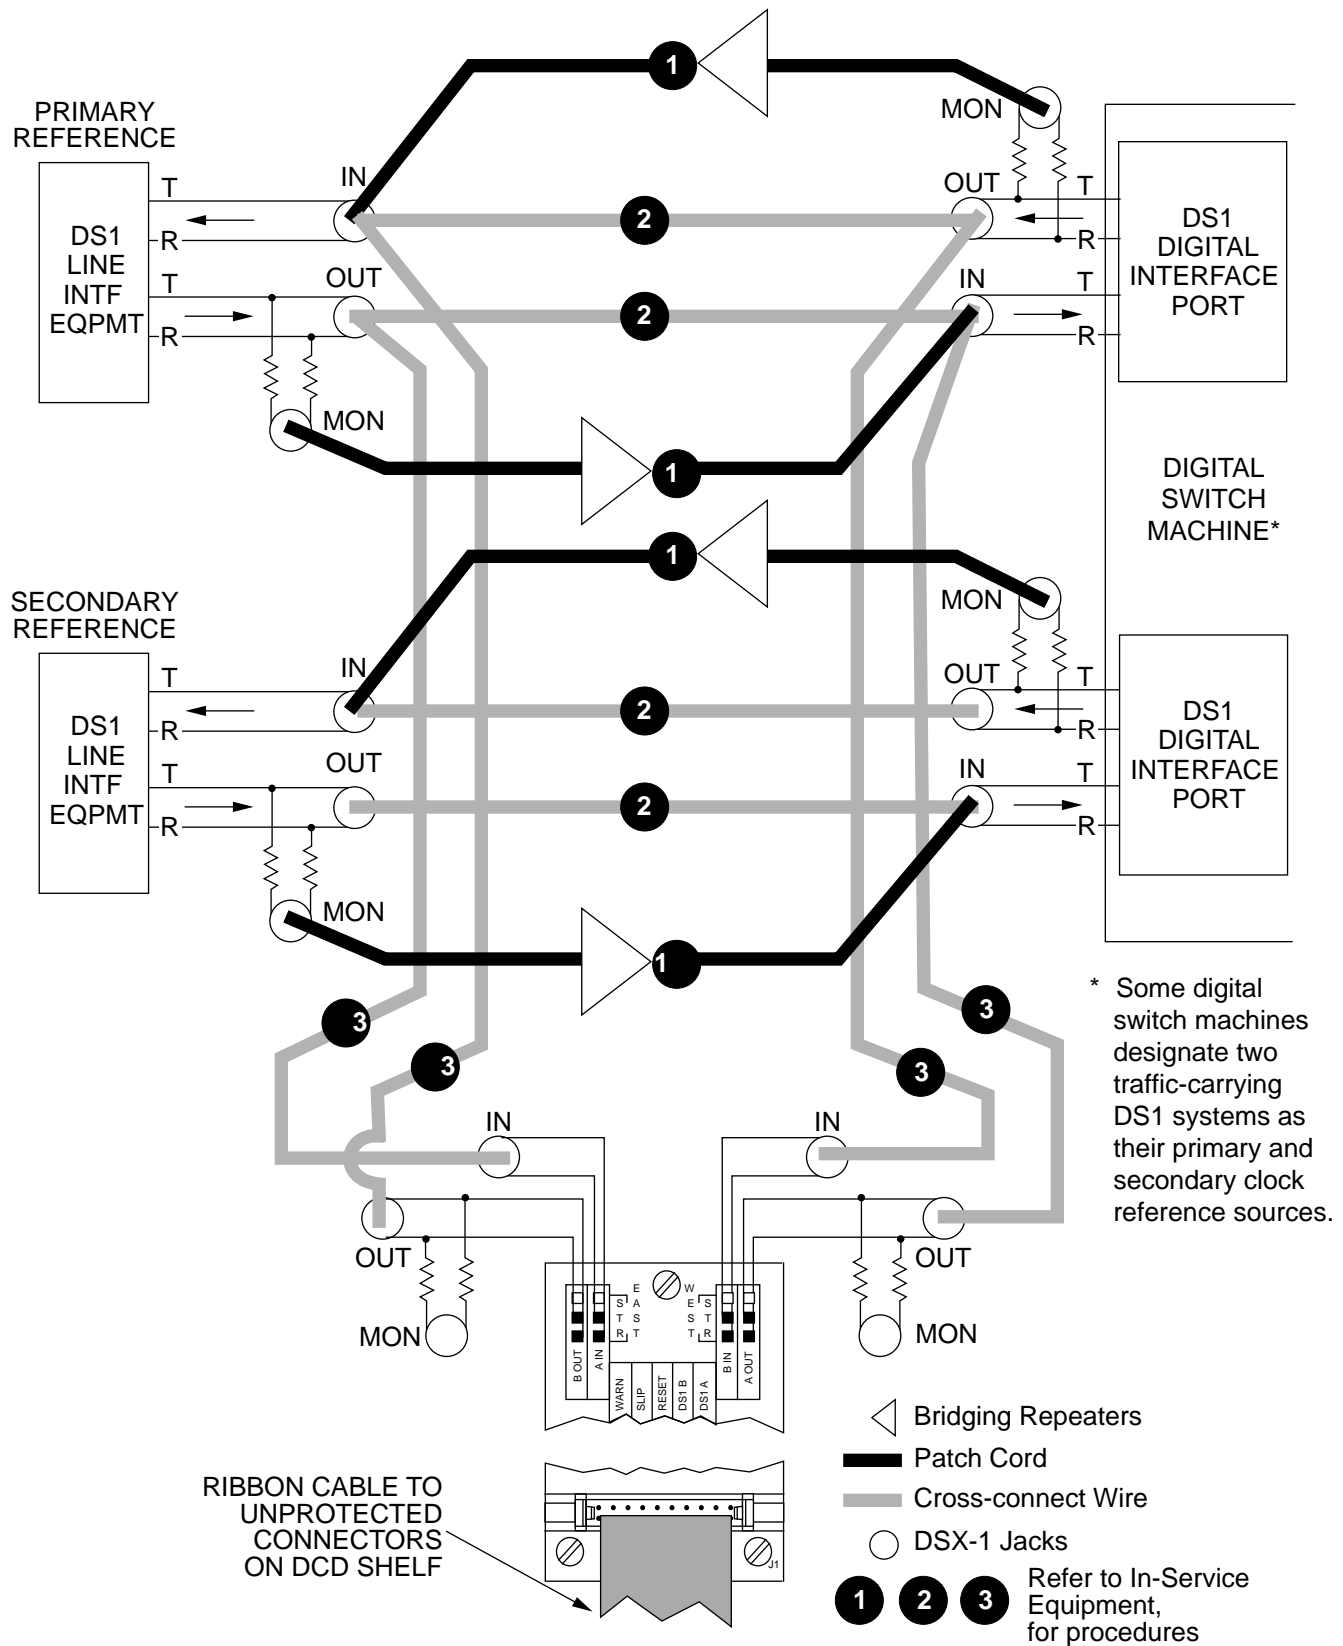 1
MON
PRIMARY
REFERENCE
T
IN
OUT
T
2
DS1
LINE
INTF
EQPMT
R
R
DS1
DIGITAL
INTERFACE
PORT
T
OUT
IN
T
2
R
R
MON
1
DIGITAL
SWITCH
MACHINE*
1
MON
SECONDARY
REFERENCE
T
IN
OUT
T
2
DS1
LINE
INTF
EQPMT
R
R
DS1
DIGITAL
INTERFACE
PORT
T
OUT
IN
T
2
R
R
MON
1
* Some digital
switch machines
designate two
traffic-carrying
DS1 systems as
their primary and
secondary clock
reference sources.
3
3
3
3
IN
IN
OUT
OUT
MON
MON
EAST
STR
WEST
STR
B OUT
A IN
B IN
A OUT
WARN
SLIP
RESET
DS1 B
DS1 A
RIBBON CABLE TO
UNPROTECTED
CONNECTORS
ON DCD SHELF
J1
Bridging Repeaters
Patch Cord
Cross-connect Wire
DSX-1 Jacks
1 2 3
Refer to In-Service
Equipment,
for procedures